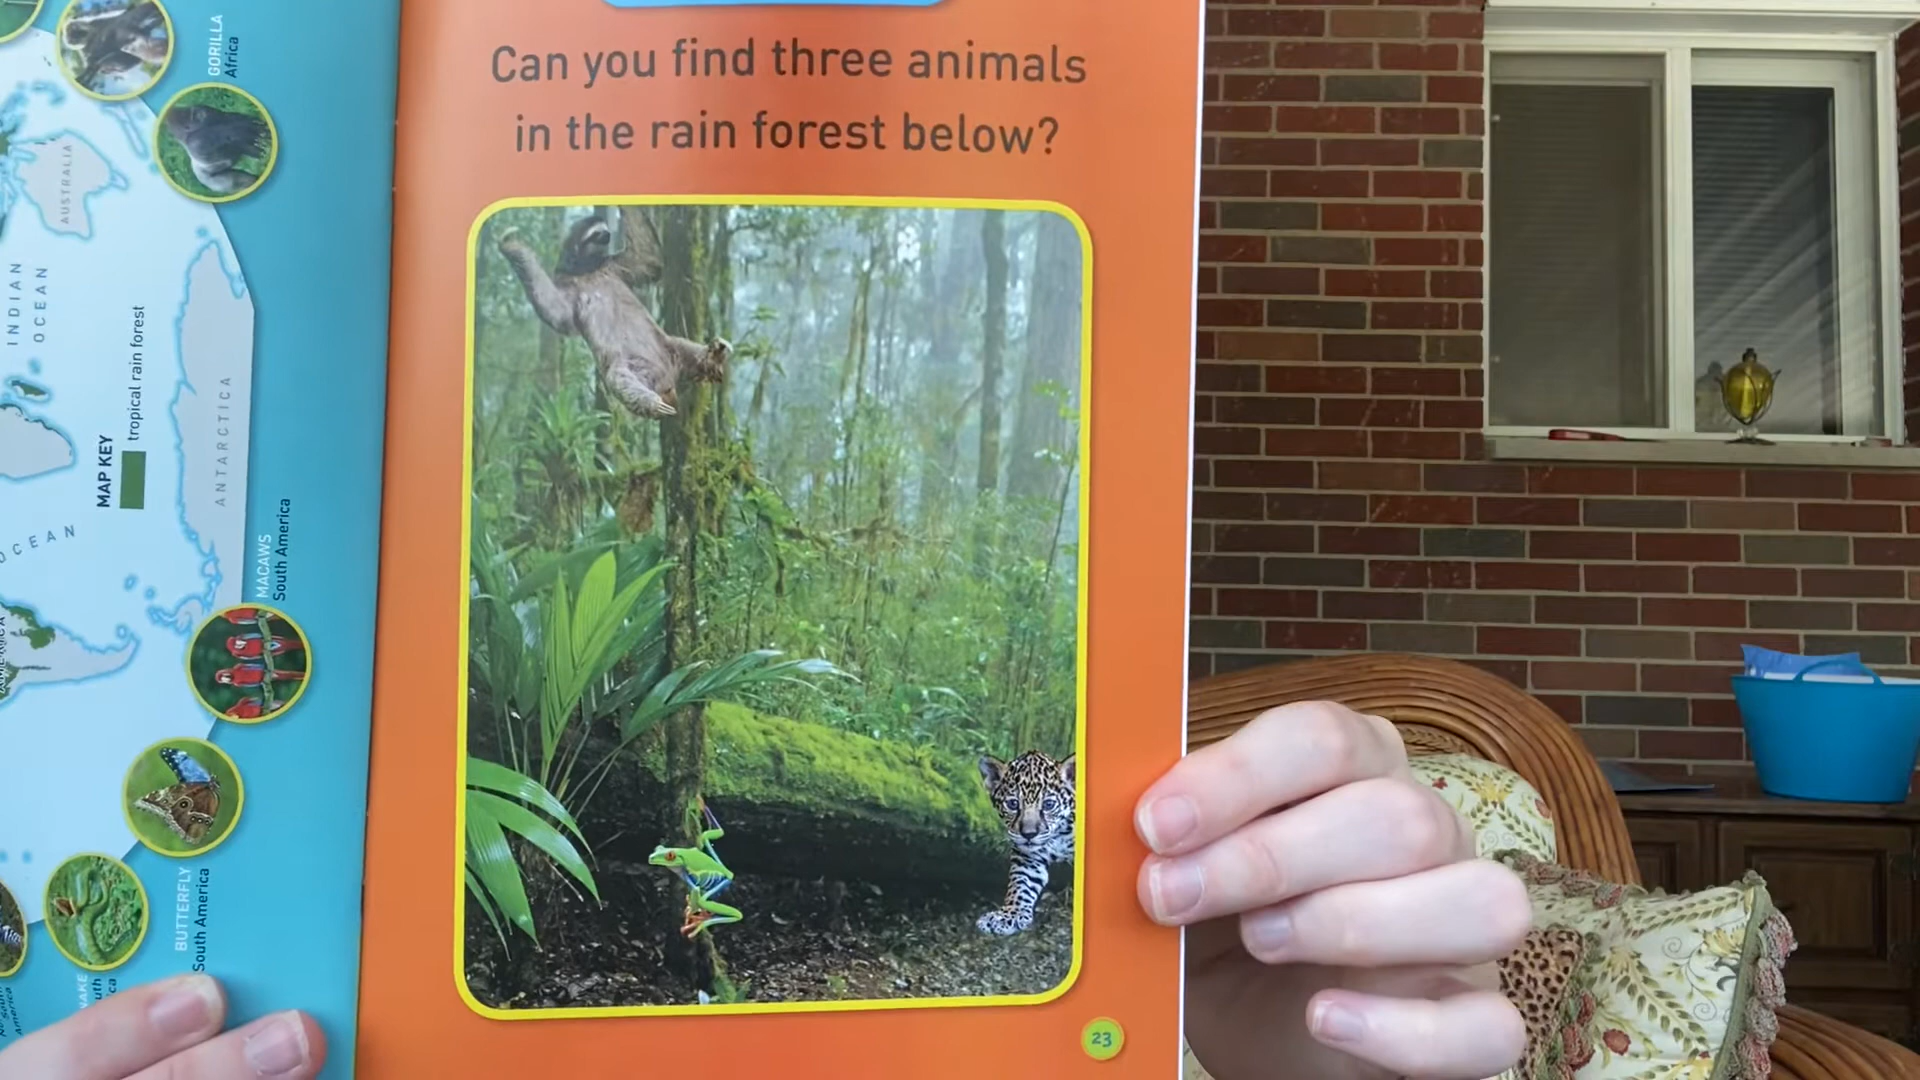 GORILLA
Africa
AUSTRALIA
INDIAN
OCEAN
MAP KEY
tropical rain forest
ANTARCTICA
OCEAN
MACAWS
South America
BUTTERFLY
South America
Can you find three animals
in the rain forest below?
23